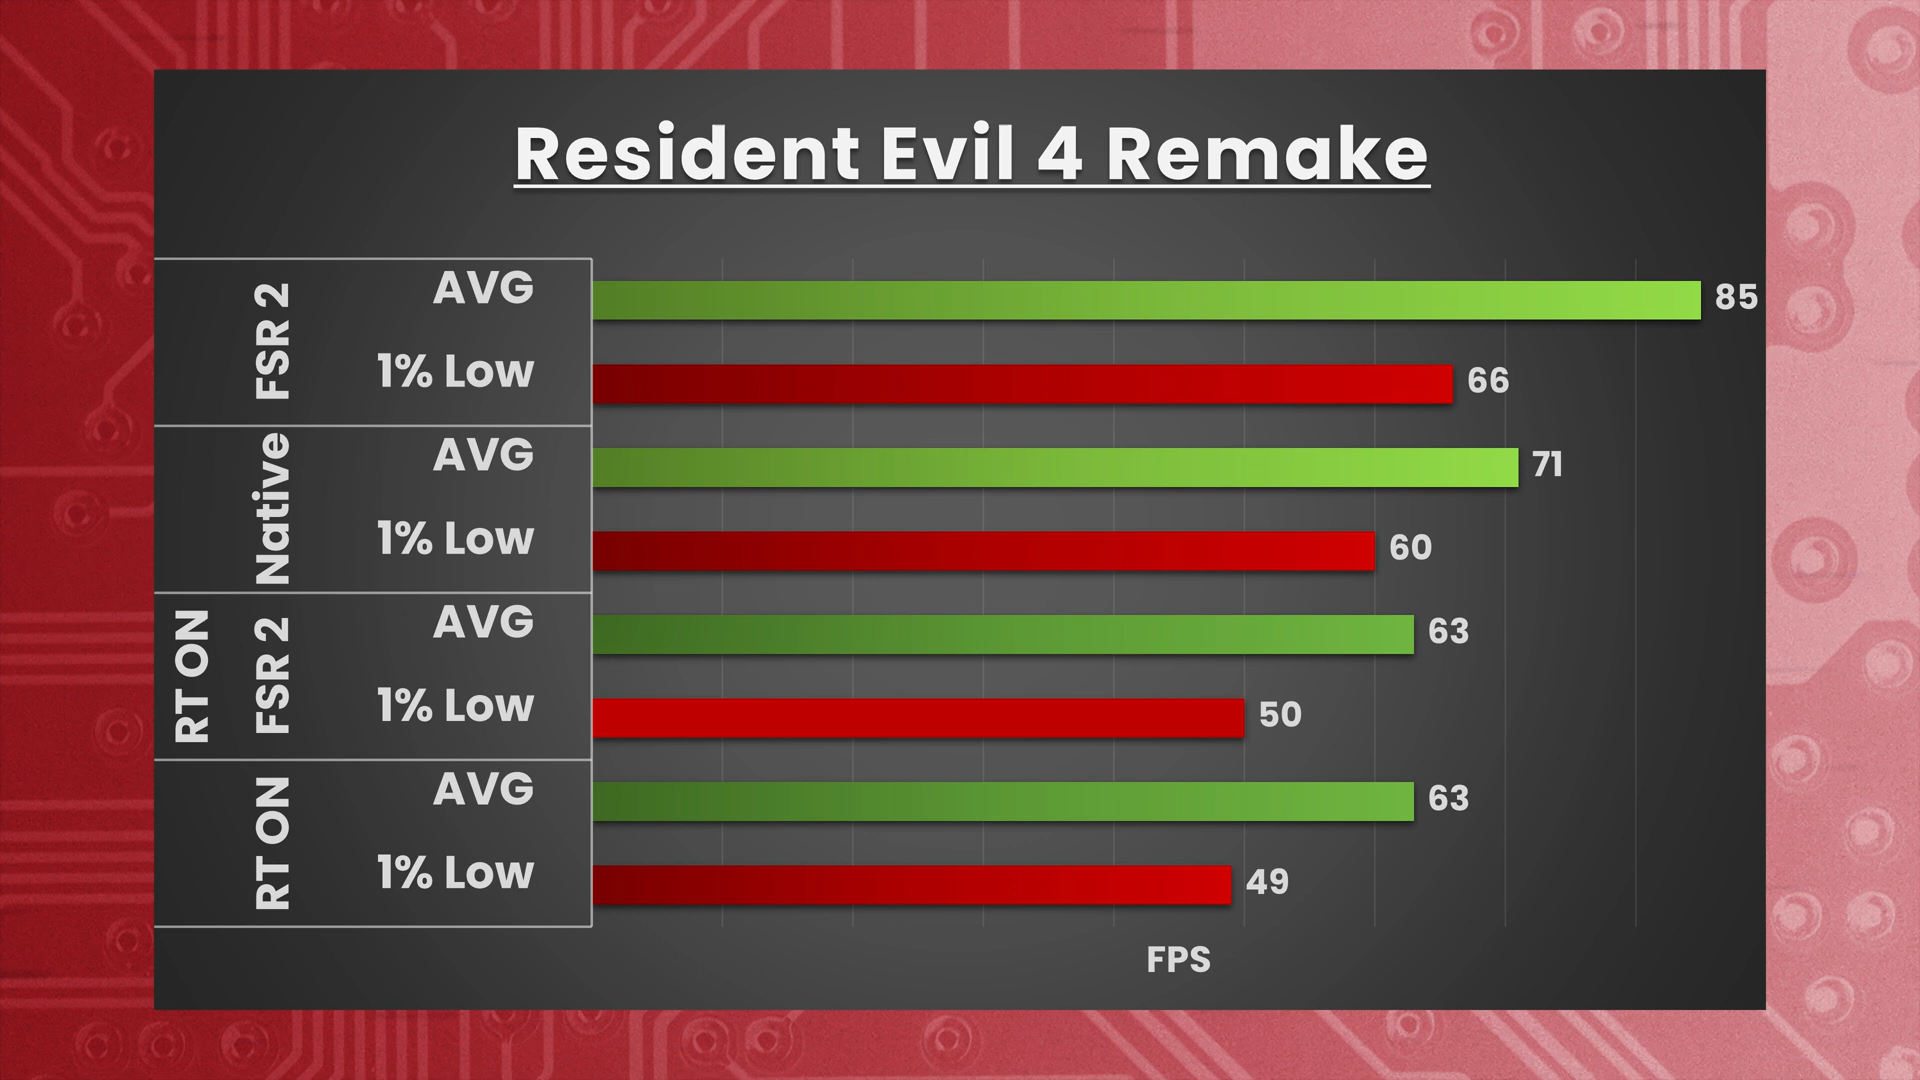 Resident Evil 4 Remake
FSR 2
AVG
85
1% Low
66
Native
AVG
71
1% Low
60
RT ON
FSR 2
AVG
63
1% Low
50
RT ON
AVG
63
1% Low
49
FPS